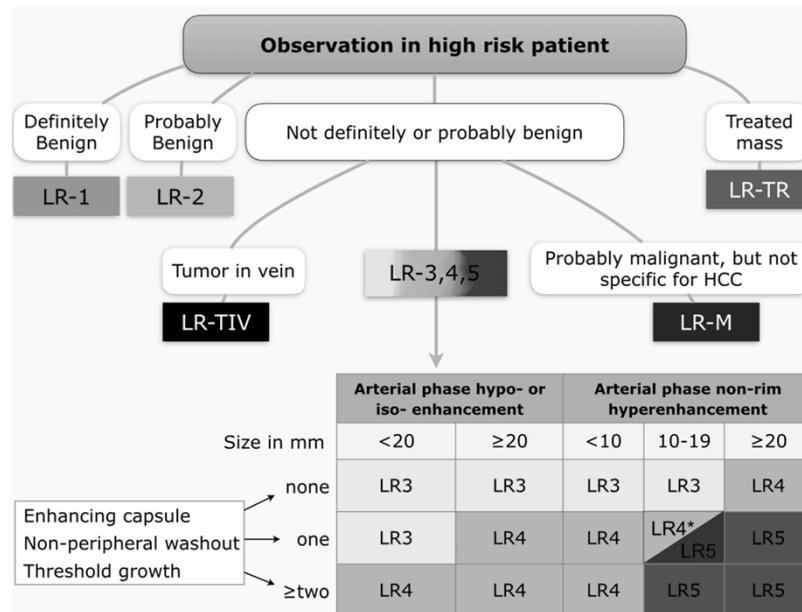 Observation in high risk patient
Definitely
Benign
Probably
Benign
Not definitely or probably benign
Treated
mass
LR-1
LR-2
LR-TR
Tumor in vein
LR-3,4,5
Probably malignant, but not
specific for HCC
LR-TIV
LR-M
Arterial phase hypo- or
iso- enhancement
Arterial phase non-rim
hyperenhancement
Size in mm <20 ≥20 <10 10-19 ≥20
none LR3 LR3 LR3 LR3 LR4
Enhancing capsule
Non-peripheral washout
Threshold growth
one LR3 LR4 LR4 LR4* LR5 LR5
≥two LR4 LR4 LR4 LR5 LR5